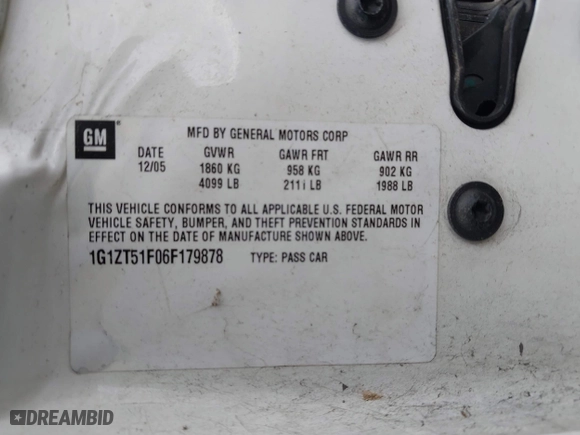 GM
MFD BY GENERAL MOTORS CORP
DATE GVWR GAWR FRT GAWR RR
12/05 1860 KG 958 KG 902 KG
4099 LB 2111 LB 1988 LB
THIS VEHICLE CONFORMS TO ALL APPLICABLE U.S. FEDERAL MOTOR
VEHICLE SAFETY, BUMPER, AND THEFT PREVENTION STANDARDS IN
EFFECT ON THE DATE OF MANUFACTURE SHOWN ABOVE.
1G1ZT51F06F179878 TYPE: PASS CAR
DREAMBID